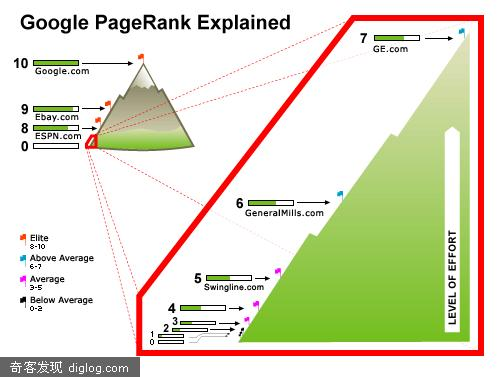 Google PageRank Explained
10
Google.com
9
Ebay.com
8
ESPN.com
0
7
GE.com
6
GeneralMills.com
5
Swingline.com
4
3
2
1
0
LEVEL OF EFFORT
Elite
8-10
Above Average
6-7
Average
3-5
Below Average
0-2
奇客发现 diglog.com